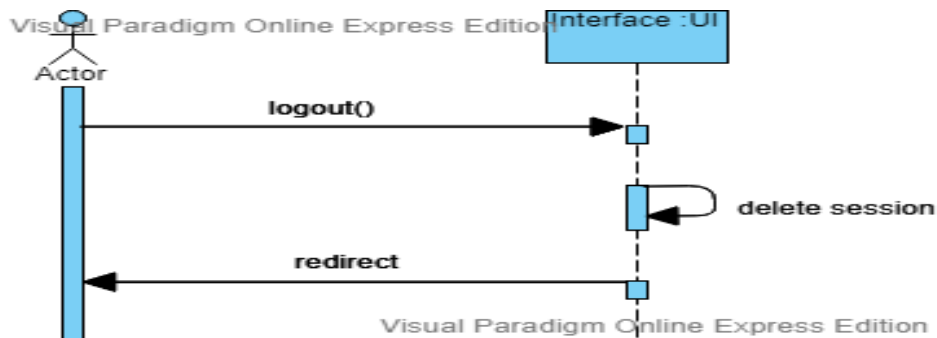 Visual Paradigm Online Express Edition
Interface :UI
Actor
logout()
delete session
redirect
Visual Paradigm Online Express Edition